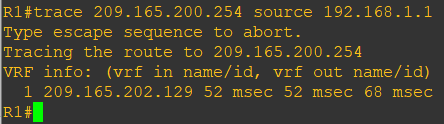 R1#trace 209.165.200.254 source 192.168.1.1
Type escape sequence to abort.
Tracing the route to 209.165.200.254
VRF info: (vrf in name/id, vrf out name/id)
  1 209.165.202.129 52 msec 52 msec 68 msec
R1#